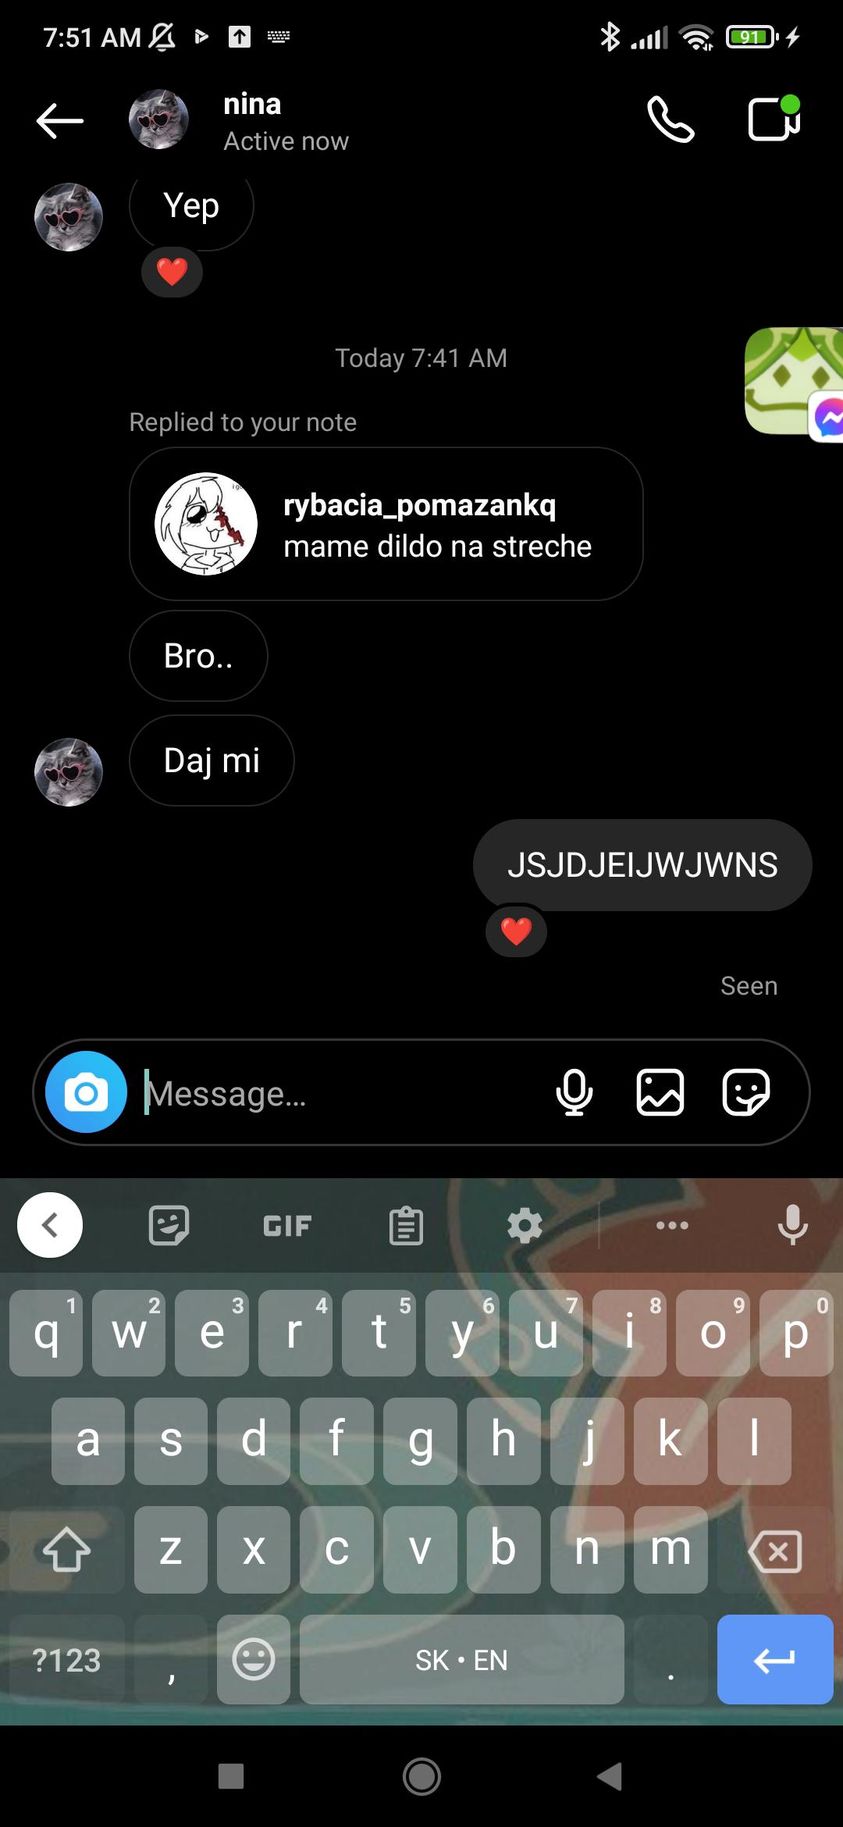 7:51 AM
91
nina
Active now
Yep
Today 7:41 AM
Replied to your note
rybacia_pomazankq
mame dildo na streche
Bro..
Daj mi
JSJDJEIJWJWNS
Seen
Message...
GIF
1 2 3 4 5 6 7 8 9 0
q w e r t y u i o p
a s d f g h j k l
z x c v b n m
?123 , SK • EN .